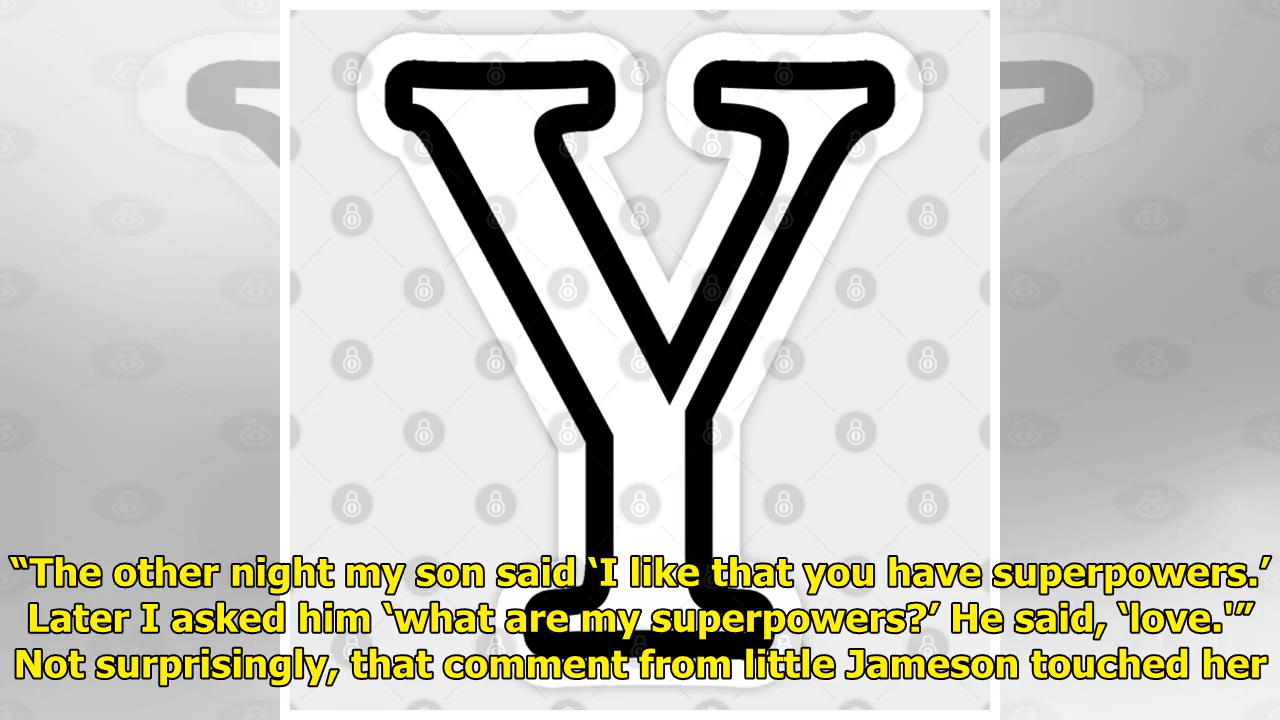 Y
“The other night my son said ‘I like that you have superpowers.’
Later I asked him ‘what are my superpowers?’ He said, ‘love.'”
Not surprisingly, that comment from little Jameson touched her